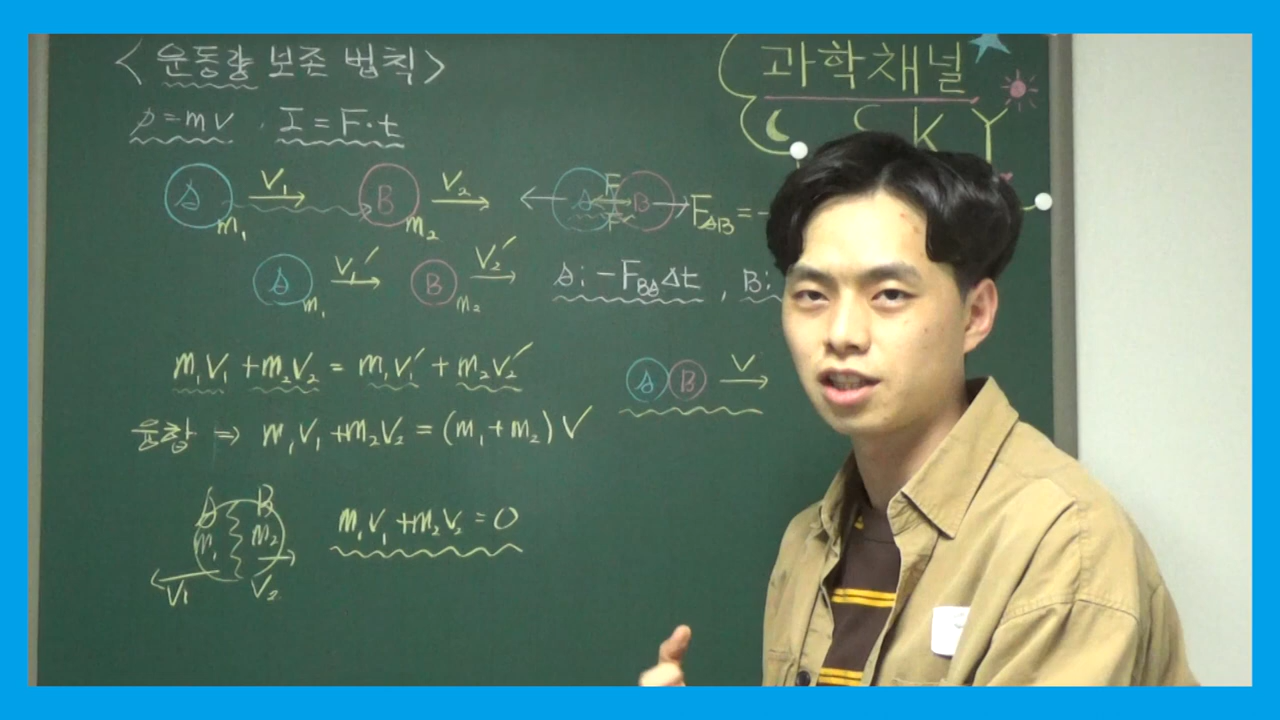 <운동량 보존 법칙>
과학채널
SKY
p=mv , I=F·t
A V₁ B V₂ A F B F_AB=-
m₁ m₂ F
A V₁′ B V₂′ A: -F_BAΔt , B:
m₁ m₂
m₁V₁+m₂V₂=m₁V₁′+m₂V₂′
A B V
융합 ⇒ m₁V₁+m₂V₂=(m₁+m₂)V
A B
m₁ m₂ m₁V₁+m₂V₂=0
V₁ V₂